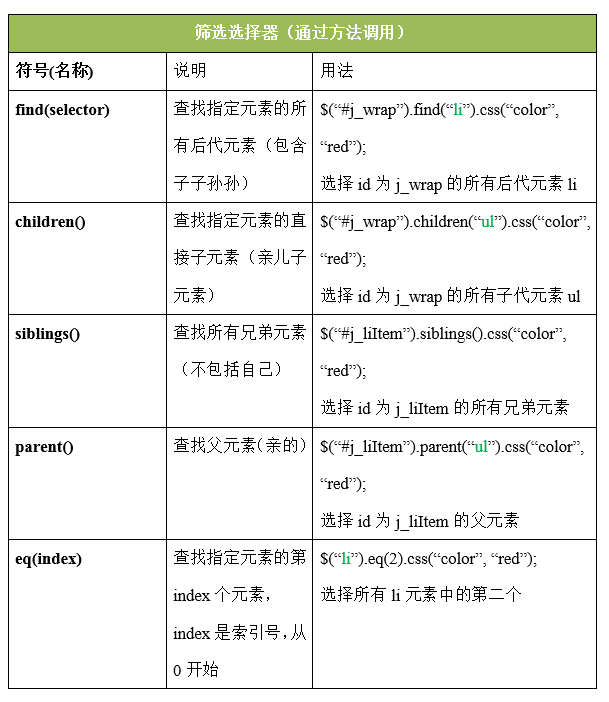 筛选选择器（通过方法调用）
符号(名称)
说明
用法
find(selector)
查找指定元素的所
有后代元素（包含
子子孙孙）
$(“#j_wrap”).find(“li”).css(“color”,
“red”);
选择 id 为 j_wrap 的所有后代元素 li
children()
查找指定元素的直
接子元素（亲儿子
元素）
$(“#j_wrap”).children(“ul”).css(“color”,
“red”);
选择 id 为 j_wrap 的所有子代元素 ul
siblings()
查找所有兄弟元素
（不包括自己）
$(“#j_liItem”).siblings().css(“color”,
“red”);
选择 id 为 j_liItem 的所有兄弟元素
parent()
查找父元素（亲的）
$(“#j_liItem”).parent(“ul”).css(“color”,
“red”);
选择 id 为 j_liItem 的父元素
eq(index)
查找指定元素的第
index 个元素，
index 是索引号，从
0 开始
$(“li”).eq(2).css(“color”, “red”);
选择所有 li 元素中的第二个